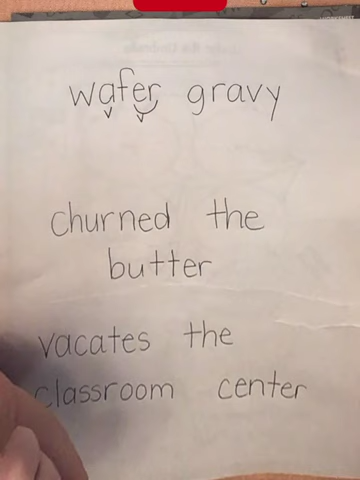 wafer gravy
churned the
butter
vacates the
classroom center